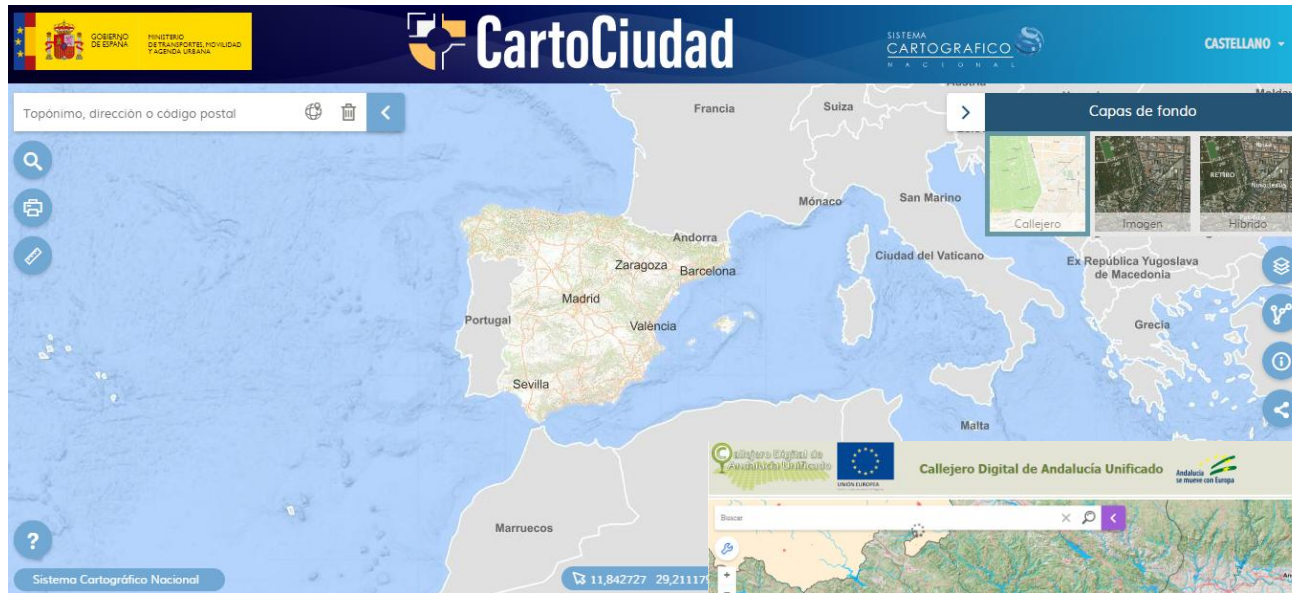 GOBIERNO
DE ESPAÑA
MINISTERIO
DE TRANSPORTES, MOVILIDAD
Y AGENDA URBANA
CartoCiudad
SISTEMA
CARTOGRAFICO
NACIONAL
CASTELLANO
Topónimo, dirección o código postal
Capas de fondo
Callejero
Imagen
Híbrido
RETIRO
Francia
Suiza
Mónaco
San Marino
Andorra
Ciudad del Vaticano
Ex República Yugoslava
de Macedonia
Zaragoza
Barcelona
Madrid
Portugal
València
Grecia
Sevilla
Malta
Marruecos
?
Sistema Cartográfico Nacional
11,842727 29,211179
Callejero Digital de
Andalucía Unificado
UNIÓN EUROPEA
Callejero Digital de Andalucía Unificado
Andalucía
se mueve con Europa
Buscar